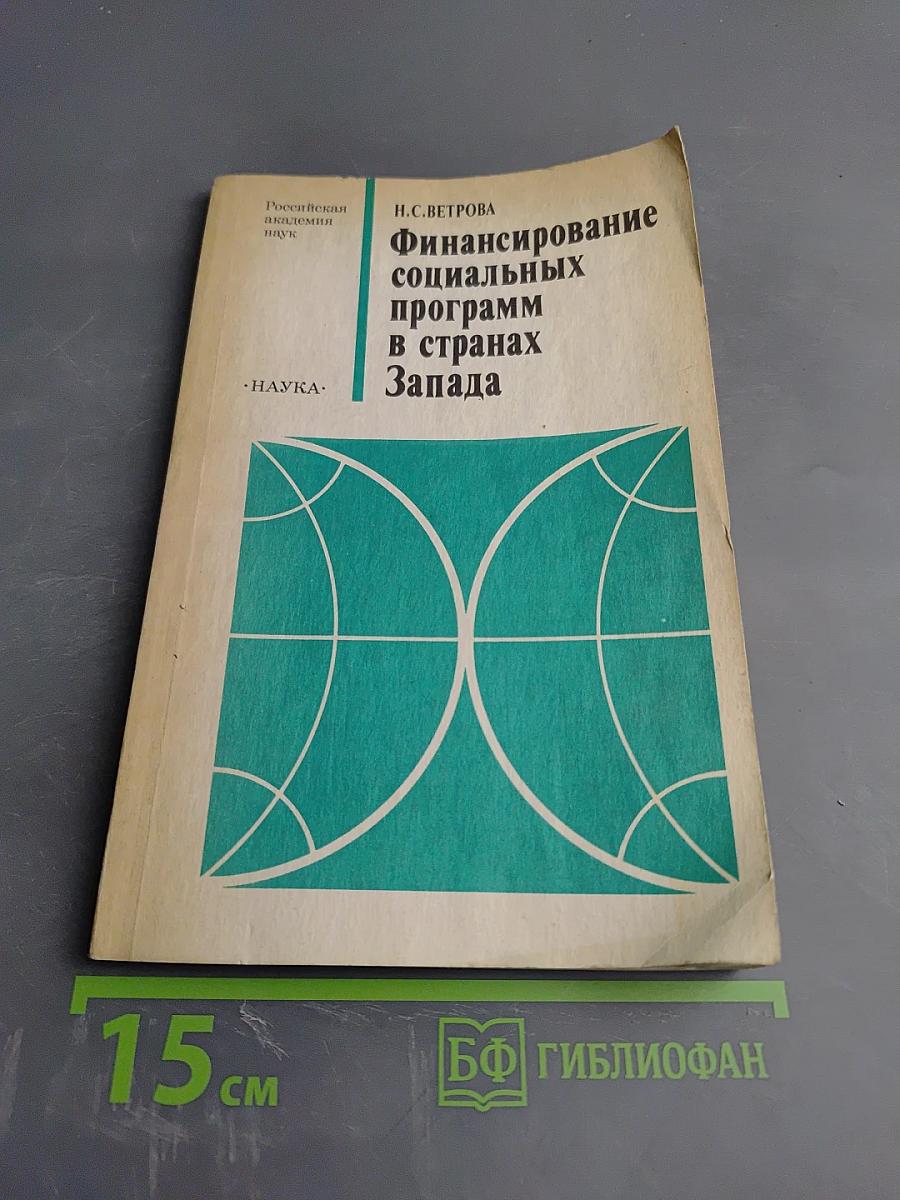 Российская
академия
наук
·НАУКА·
Н.С.ВЕТРОВА
Финансирование
социальных
программ
в странах
Запада
15 см
БФ ГИБЛИОФАН